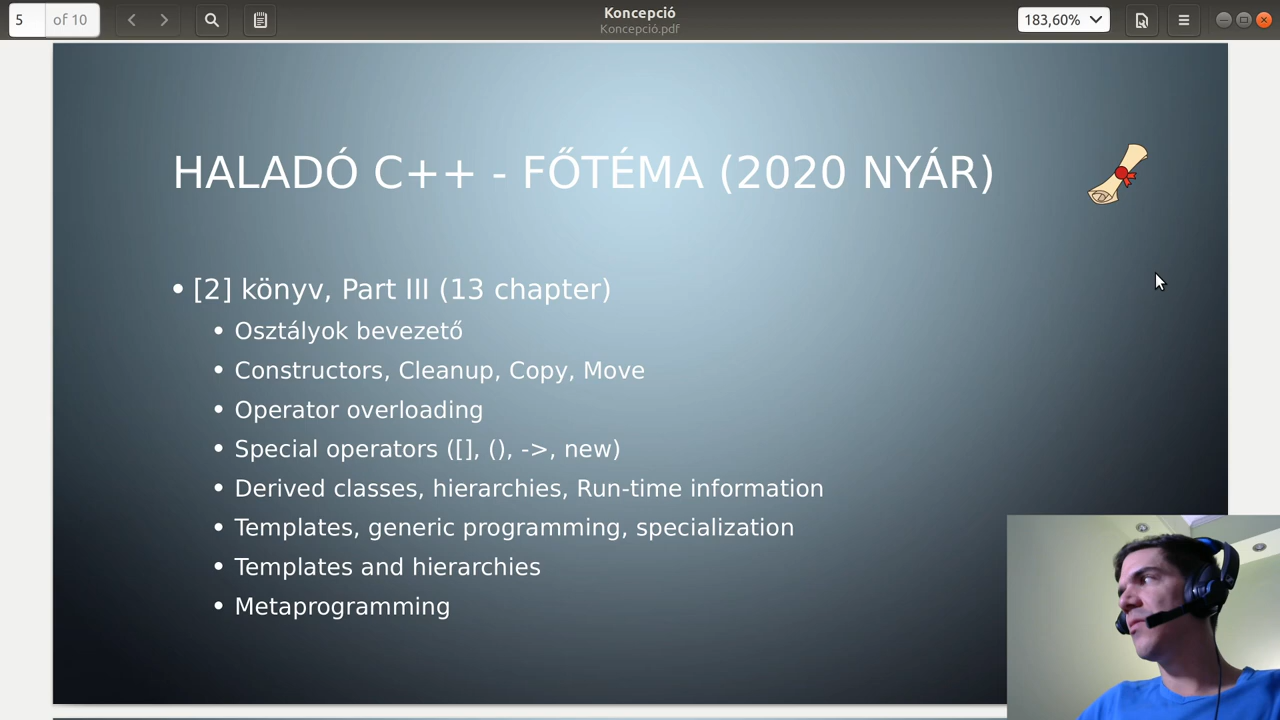 5 of 10
Koncepció
Koncepció.pdf
183,60%
HALADÓ C++ - FŐTÉMA (2020 NYÁR)
• [2] könyv, Part III (13 chapter)
• Osztályok bevezető
• Constructors, Cleanup, Copy, Move
• Operator overloading
• Special operators ([], (), ->, new)
• Derived classes, hierarchies, Run-time information
• Templates, generic programming, specialization
• Templates and hierarchies
• Metaprogramming